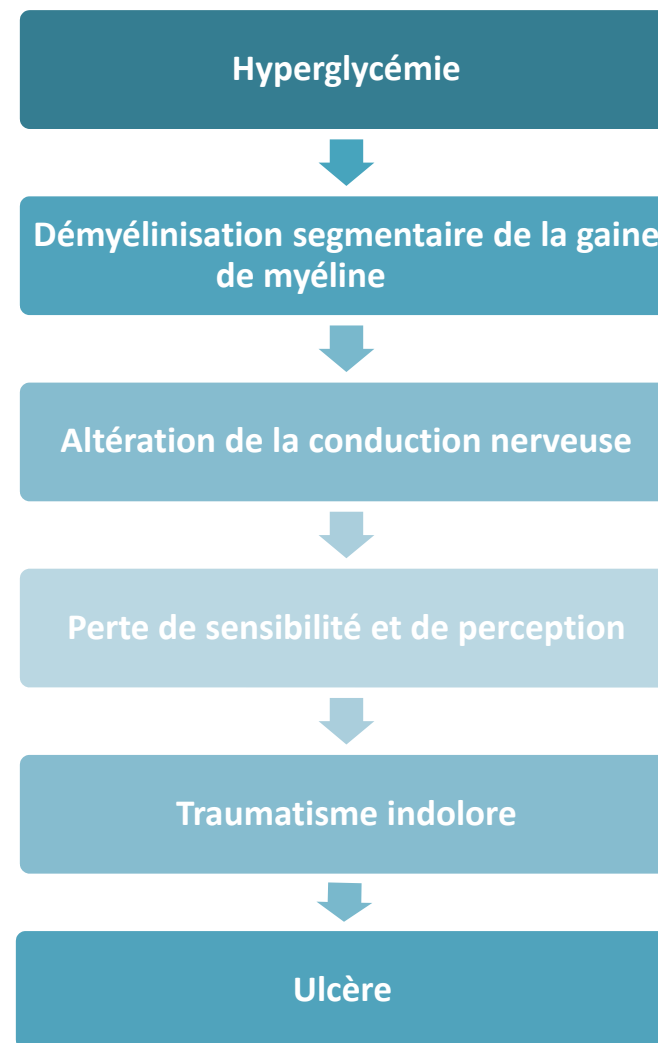 Hyperglycémie
Démyélinisation segmentaire de la gaine
de myéline
Altération de la conduction nerveuse
Perte de sensibilité et de perception
Traumatisme indolore
Ulcère